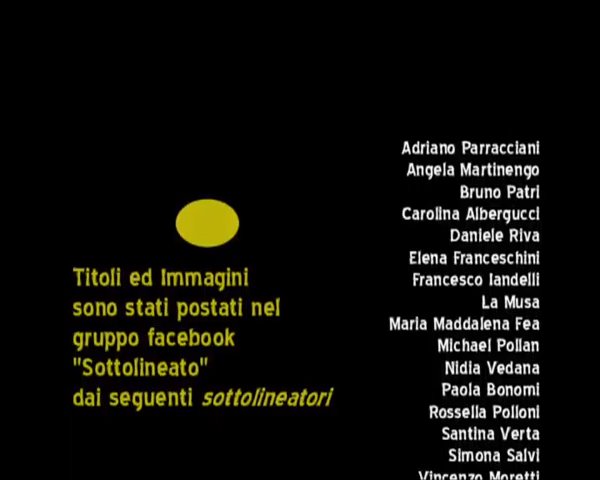 Titoli ed Immagini
sono stati postati nel
gruppo facebook
"Sottolineato"
dai seguenti sottolineatori
Adriano Parracciani
Angela Martinengo
Bruno Patri
Carolina Albergucci
Daniele Riva
Elena Franceschini
Francesco Iandelli
La Musa
Maria Maddalena Fea
Michael Pollan
Nidia Vedana
Paola Bonomi
Rossella Polloni
Santina Verta
Simona Salvi
Vincenzo Moretti